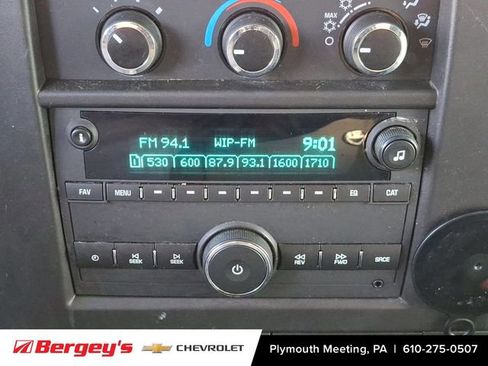 MAX
FM 94.1 WIP-FM 9:01
1 530 600 87.9 93.1 1600 1710
FAV MENU EQ CAT
SEEK SEEK REV FWD SRCE
Bergey's CHEVROLET Plymouth Meeting, PA | 610-275-0507